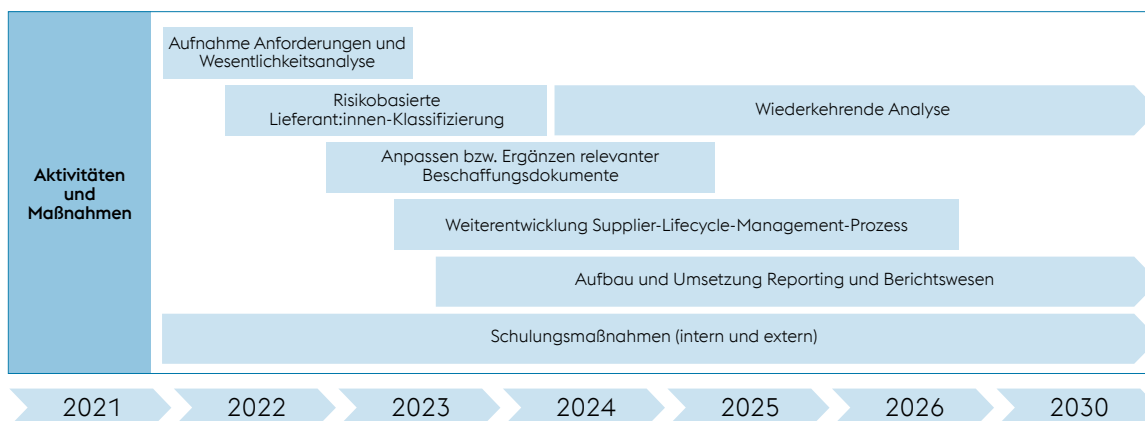 Aufnahme Anforderungen und
Wesentlichkeitsanalyse
Risikobasierte
Lieferant:innen-Klassifizierung
Wiederkehrende Analyse
Anpassen bzw. Ergänzen relevanter
Beschaffungsdokumente
Aktivitäten
und
Maßnahmen
Weiterentwicklung Supplier-Lifecycle-Management-Prozess
Aufbau und Umsetzung Reporting und Berichtswesen
Schulungsmaßnahmen (intern und extern)
2021 2022 2023 2024 2025 2026 2030